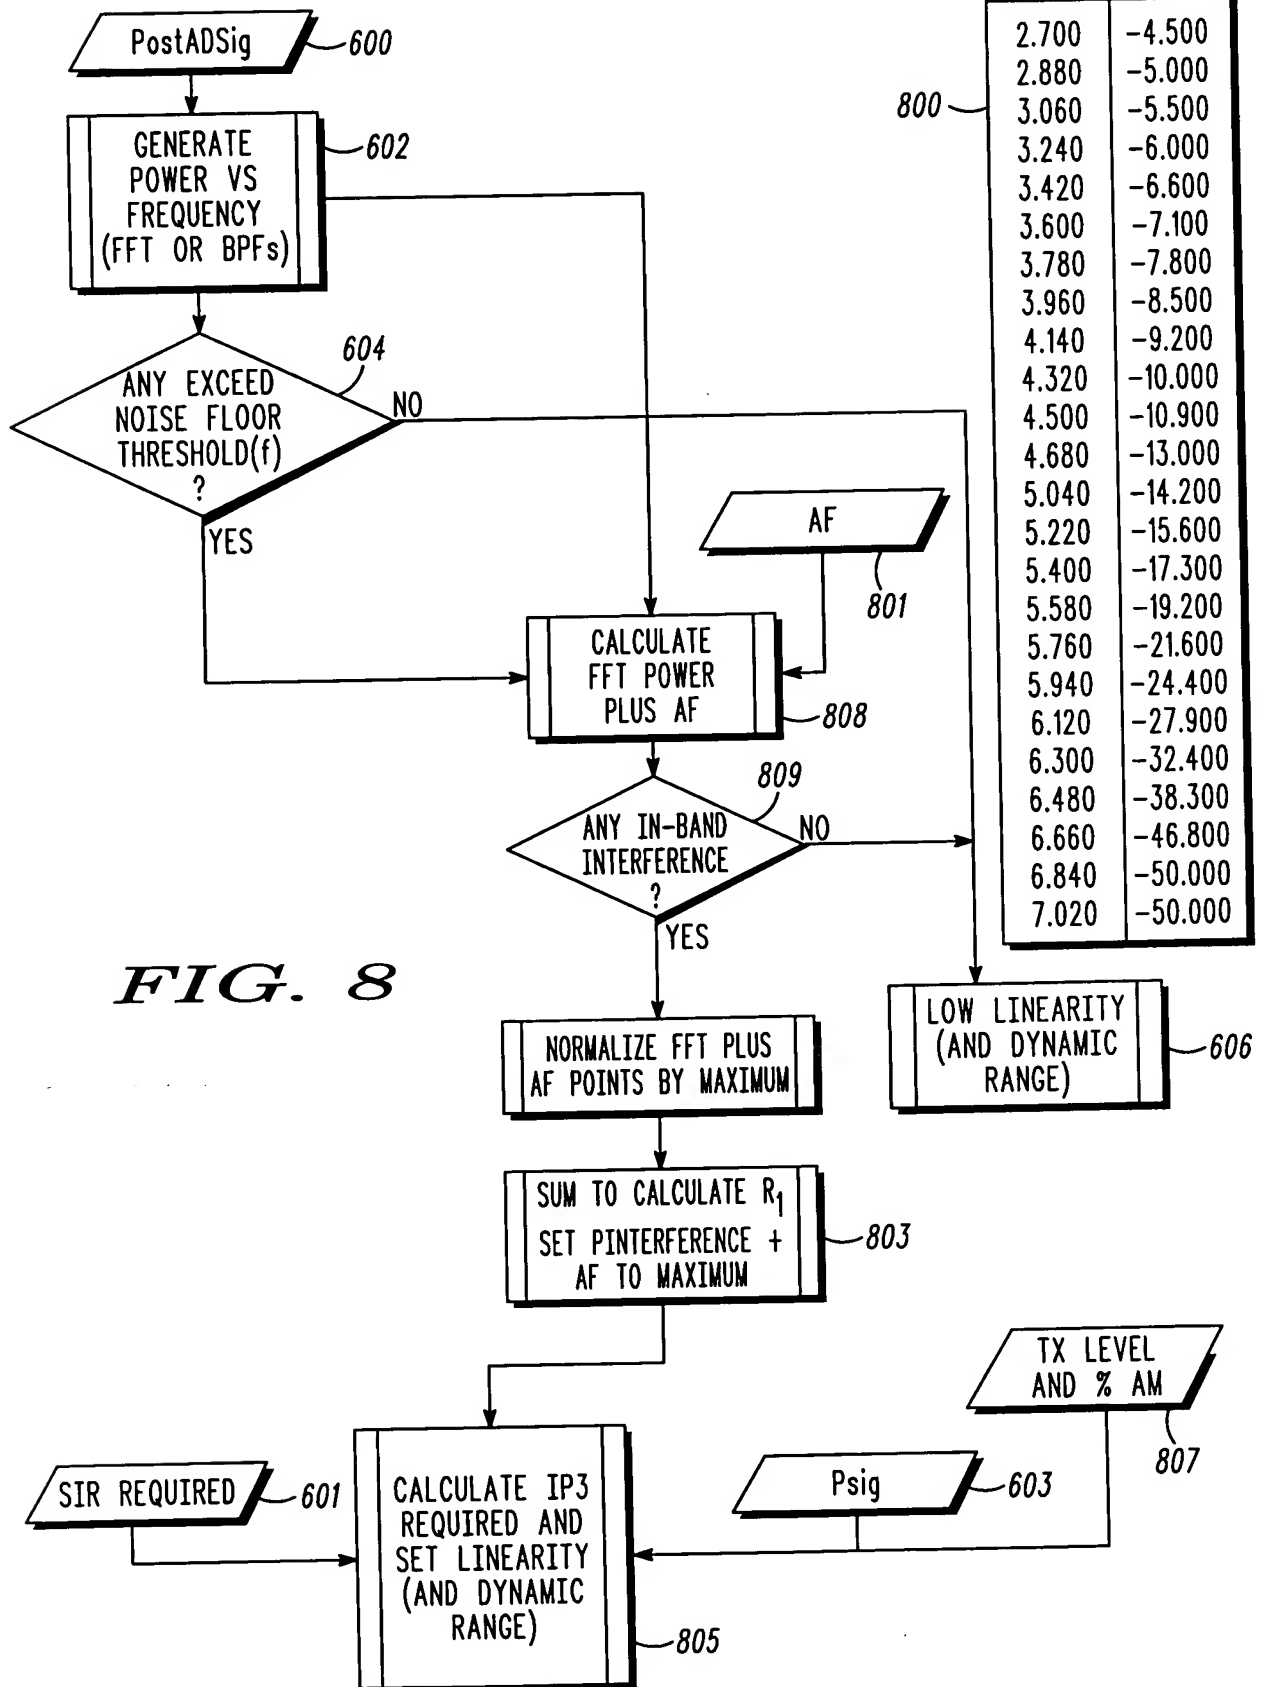 PostADSig
600
GENERATE
POWER VS
FREQUENCY
(FFT OR BPFs)
602
ANY EXCEED
NOISE FLOOR
THRESHOLD(f)
?
604
NO
YES
AF
801
CALCULATE
FFT POWER
PLUS AF
808
ANY IN-BAND
INTERFERENCE
?
809
NO
YES
800
2.700 -4.500
2.880 -5.000
3.060 -5.500
3.240 -6.000
3.420 -6.600
3.600 -7.100
3.780 -7.800
3.960 -8.500
4.140 -9.200
4.320 -10.000
4.500 -10.900
4.680 -13.000
5.040 -14.200
5.220 -15.600
5.400 -17.300
5.580 -19.200
5.760 -21.600
5.940 -24.400
6.120 -27.900
6.300 -32.400
6.480 -38.300
6.660 -46.800
6.840 -50.000
7.020 -50.000
FIG. 8
LOW LINEARITY
(AND DYNAMIC
RANGE)
606
NORMALIZE FFT PLUS
AF POINTS BY MAXIMUM
SUM TO CALCULATE R1
SET PINTERFERENCE +
AF TO MAXIMUM
803
TX LEVEL
AND % AM
807
SIR REQUIRED
601
Psig
603
CALCULATE IP3
REQUIRED AND
SET LINEARITY
(AND DYNAMIC
RANGE)
805